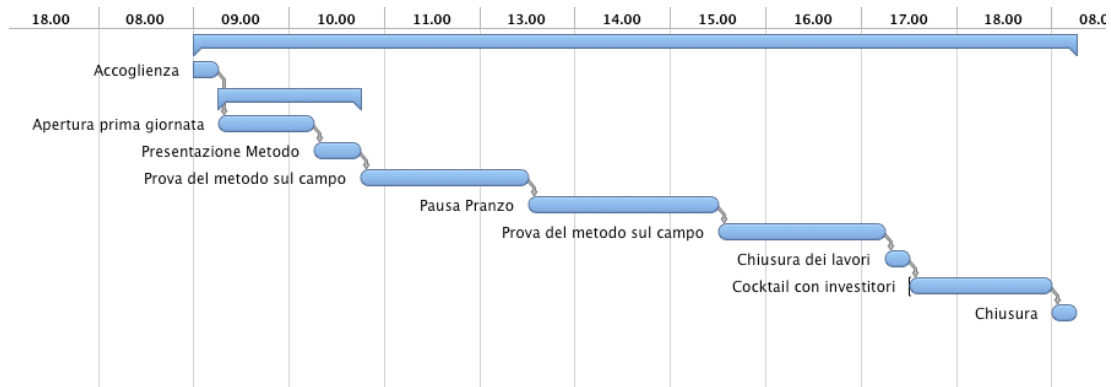 18.00 08.00 09.00 10.00 11.00 13.00 14.00 15.00 16.00 17.00 18.00 08.0
Accoglienza
Apertura prima giornata
Presentazione Metodo
Prova del metodo sul campo
Pausa Pranzo
Prova del metodo sul campo
Chiusura dei lavori
Cocktail con investitori
Chiusura